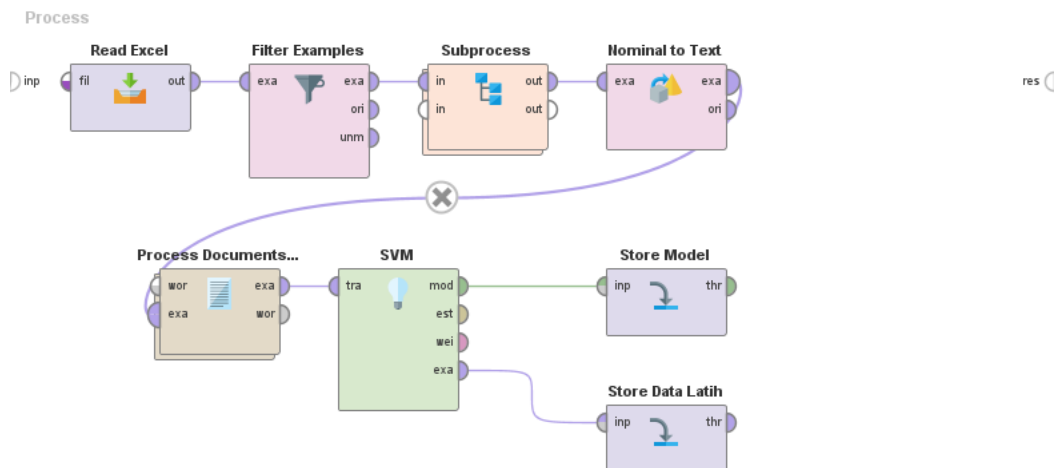 Process
Read Excel
Filter Examples
Subprocess
Nominal to Text
inp
fil
out
exa
exa
in
out
exa
exa
res
ori
in
out
ori
unm
Process Documents...
SVM
Store Model
wor
exa
tra
mod
inp
thr
exa
wor
est
wei
exa
Store Data Latih
inp
thr